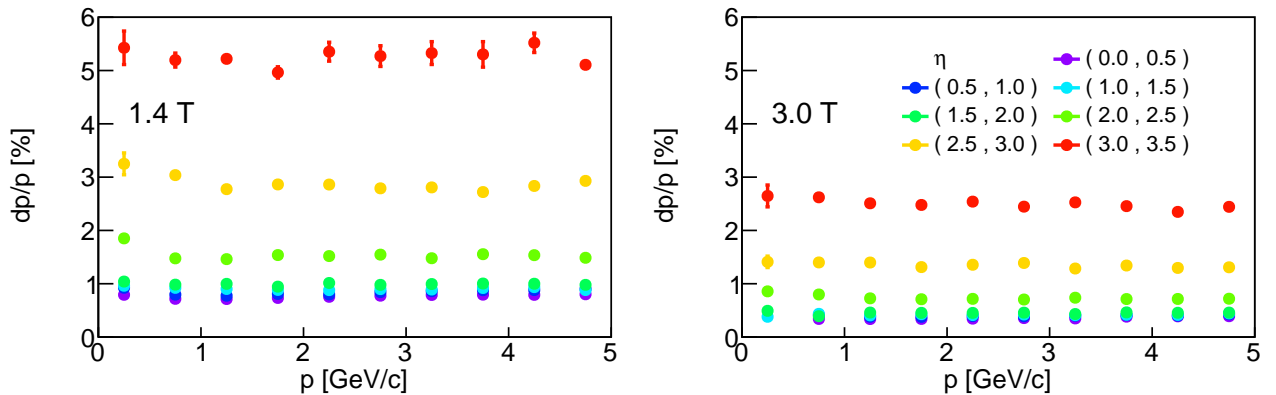 6
5
4
3
2
1
0
dp/p [%]
1.4 T
0 1 2 3 4 5
p [GeV/c]
6
5
4
3
2
1
0
dp/p [%]
3.0 T
η ( 0.0 , 0.5 )
( 0.5 , 1.0 ) ( 1.0 , 1.5 )
( 1.5 , 2.0 ) ( 2.0 , 2.5 )
( 2.5 , 3.0 ) ( 3.0 , 3.5 )
0 1 2 3 4 5
p [GeV/c]